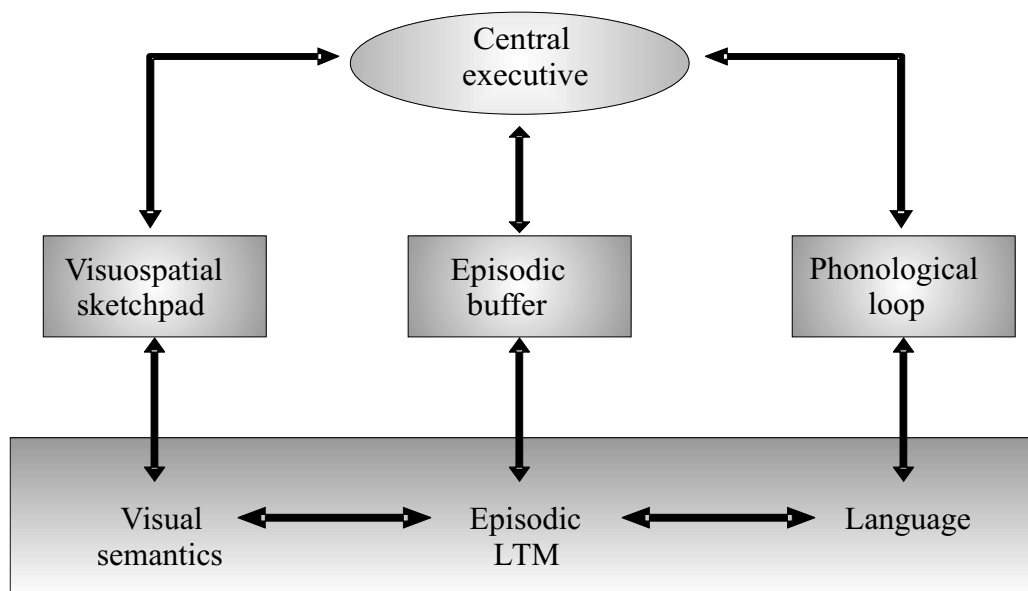 Central
executive
Visuospatial
sketchpad
Episodic
buffer
Phonological
loop
Visual
semantics
Episodic
LTM
Language